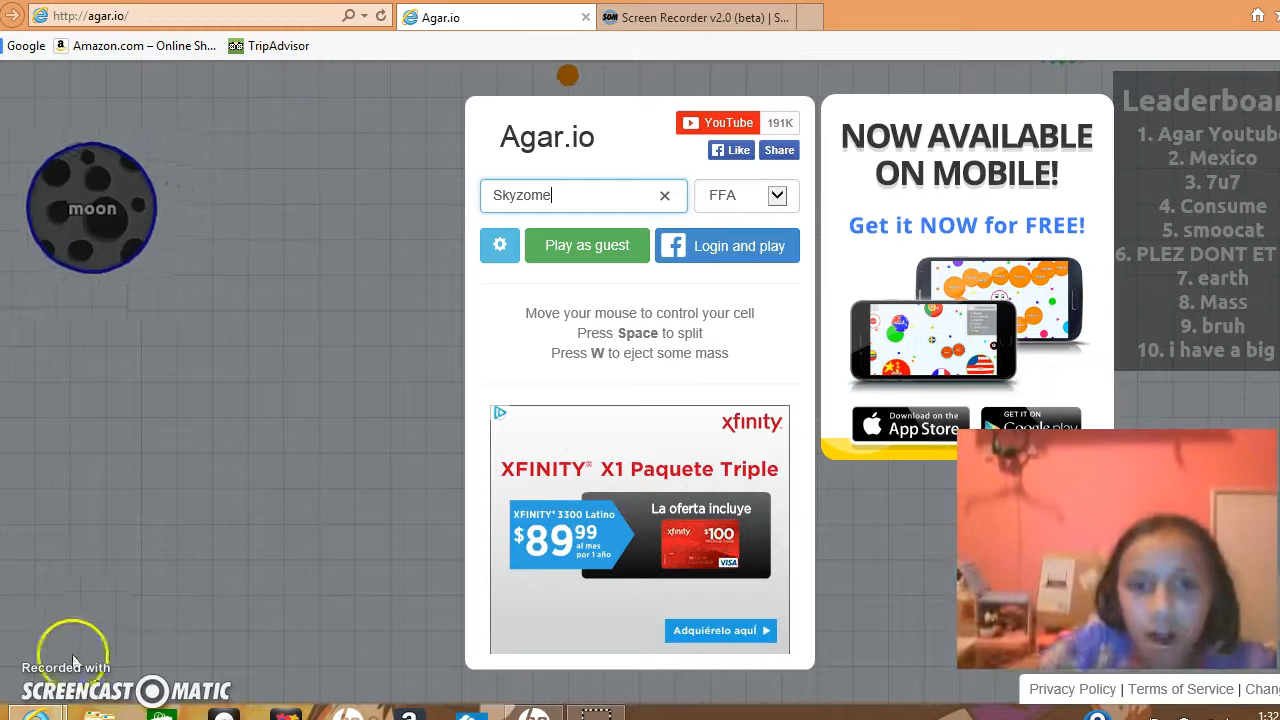 http://agar.io/
Agar.io
Screen Recorder v2.0 (beta) | S...
Google
Amazon.com – Online Sh...
TripAdvisor
moon
Agar.io
YouTube 191K
Like Share
Skyzome
FFA
Play as guest
Login and play
Move your mouse to control your cell
Press Space to split
Press W to eject some mass
xfinity
XFINITY® X1 Paquete Triple
XFINITY® 3300 Latino
$89.99
al mes
por 1 año
La oferta incluye
xfinity $100
VISA
Adquiérelo aquí
NOW AVAILABLE
ON MOBILE!
Get it NOW for FREE!
Download on the
App Store
GET IT ON
Google play
Leaderboar
1. Agar Youtub
2. Mexico
3. 7u7
4. Consume
5. smoocat
6. PLEZ DONT ET
7. earth
8. Mass
9. bruh
10. i have a big
Recorded with
SCREENCAST MATIC
Privacy Policy | Terms of Service | Chan